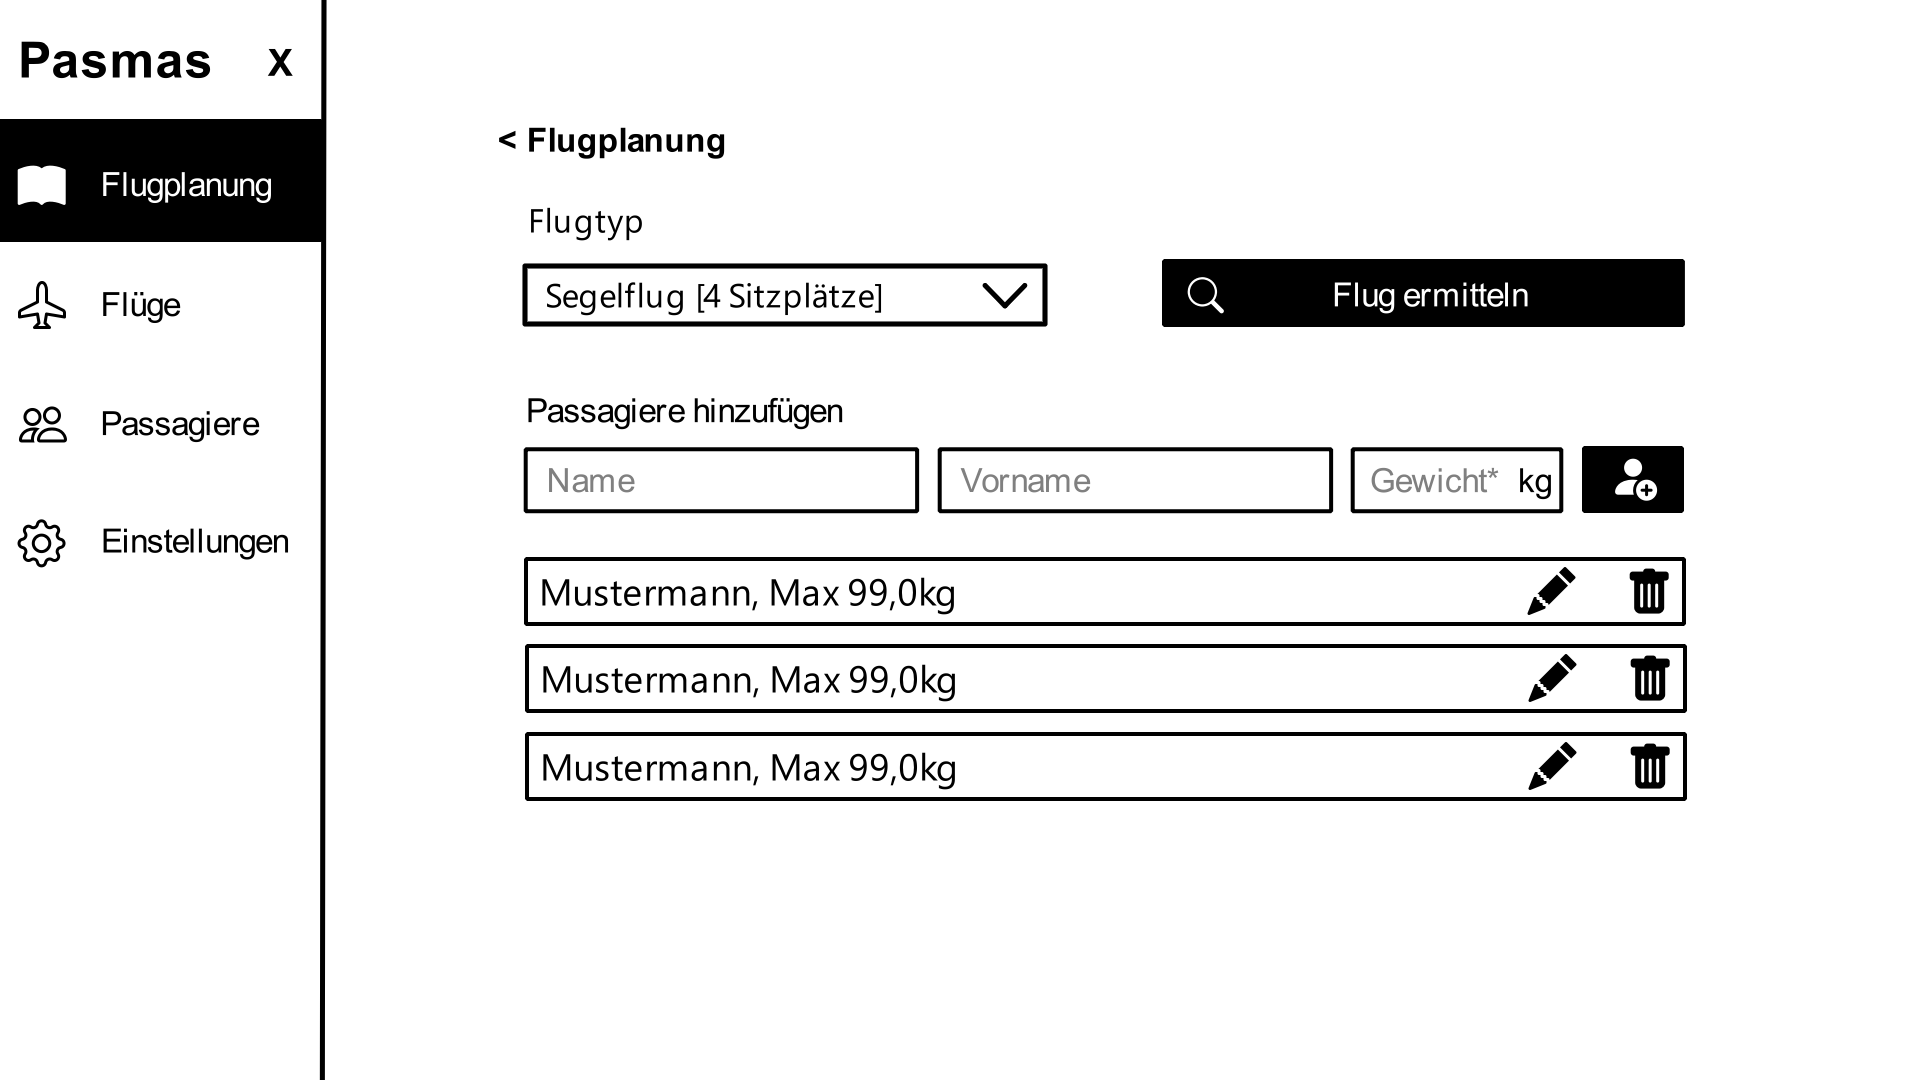 Pasmas x
Flugplanung
Flüge
Passagiere
Einstellungen
< Flugplanung
Flugtyp
Segelflug [4 Sitzplätze]
Flug ermitteln
Passagiere hinzufügen
Name
Vorname
Gewicht* kg
Mustermann, Max 99,0kg
Mustermann, Max 99,0kg
Mustermann, Max 99,0kg